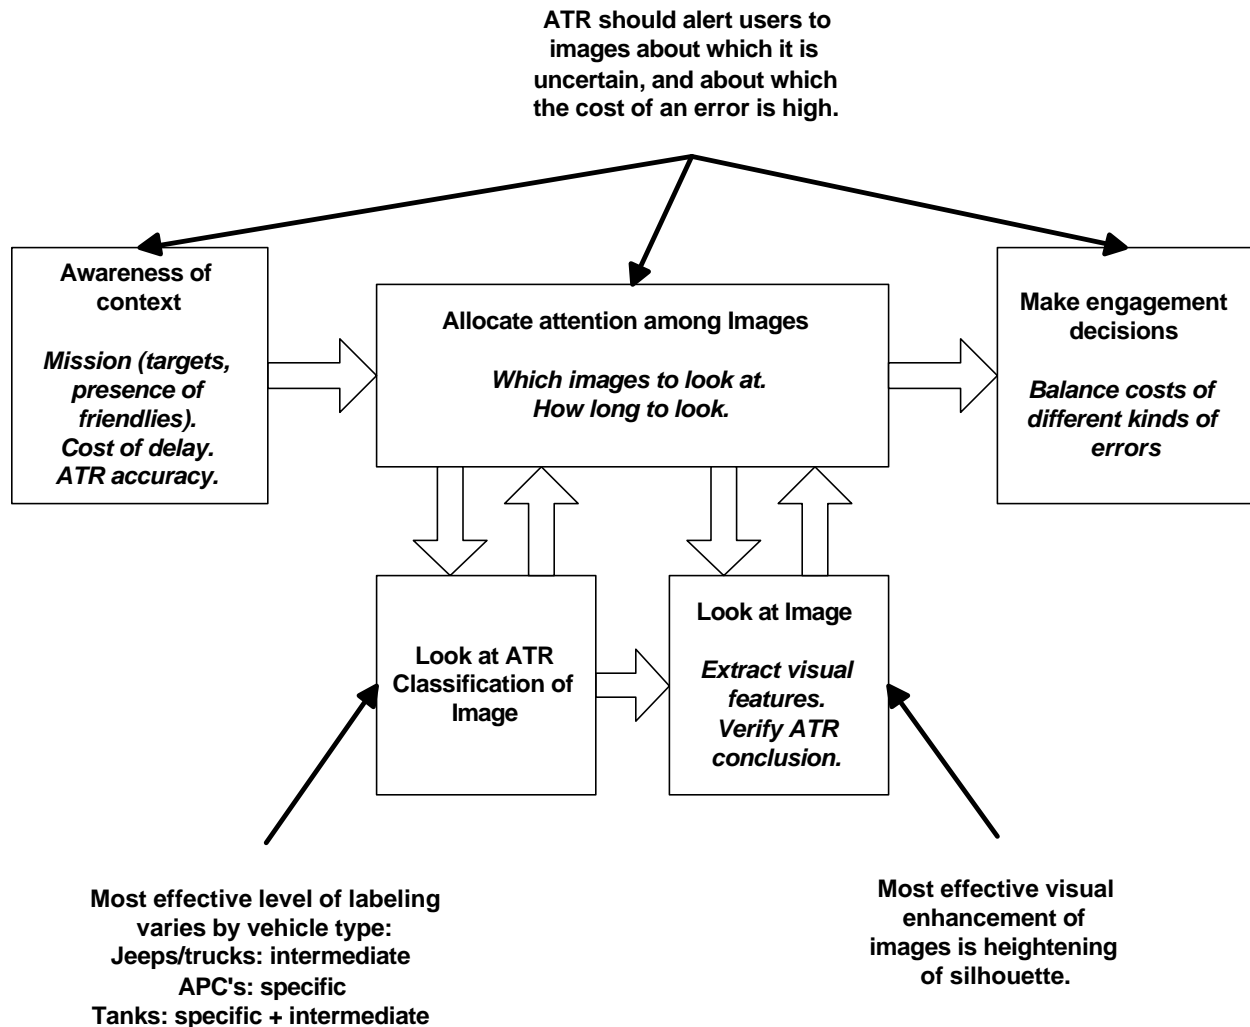 ATR should alert users to
images about which it is
uncertain, and about which
the cost of an error is high.
Awareness of
context
Mission (targets,
presence of
friendlies).
Cost of delay.
ATR accuracy.
Allocate attention among Images
Which images to look at.
How long to look.
Make engagement
decisions
Balance costs of
different kinds of
errors
Look at ATR
Classification of
Image
Look at Image
Extract visual
features.
Verify ATR
conclusion.
Most effective level of labeling
varies by vehicle type:
Jeeps/trucks: intermediate
APC's: specific
Tanks: specific + intermediate
Most effective visual
enhancement of
images is heightening
of silhouette.